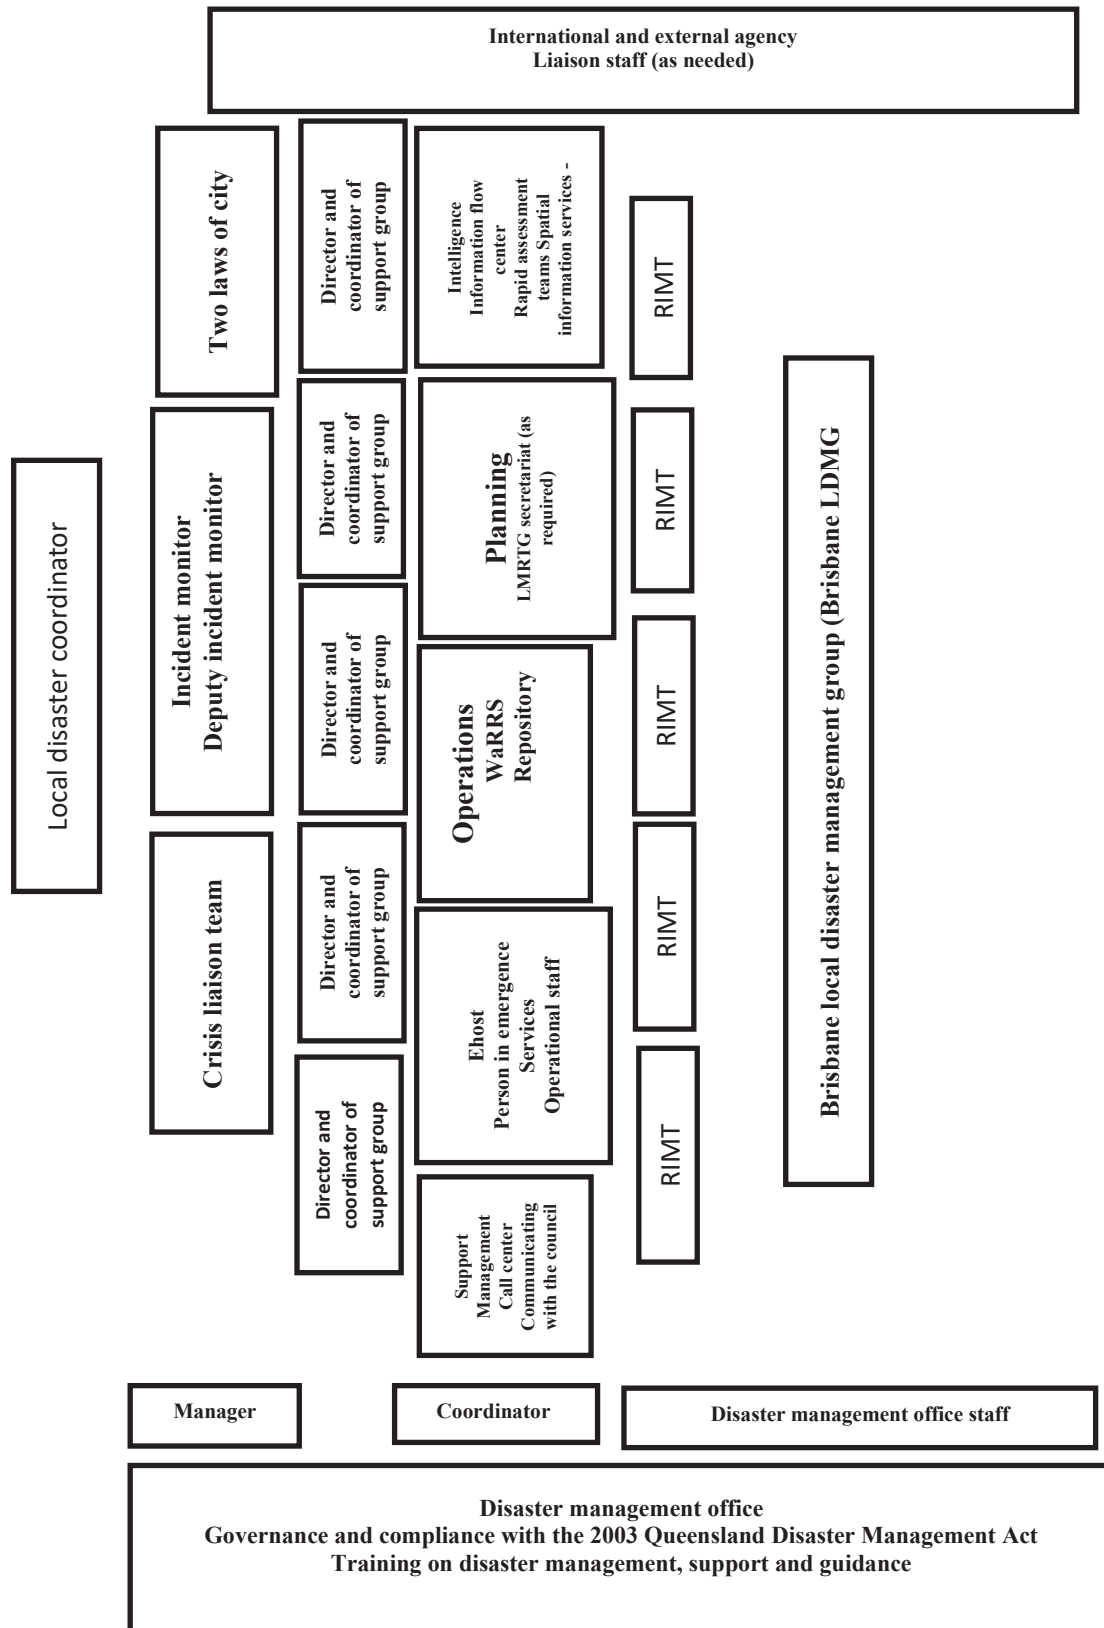 International and external agency
Liaison staff (as needed)
Local disaster coordinator
Crisis liaison team
Incident monitor
Deputy incident monitor
Two laws of city
Director and
coordinator of
support group
Director and
coordinator of
support group
Director and
coordinator of
support group
Director and
coordinator of
support group
Director and
coordinator of
support group
Support
Management
Call center
Communicating
with the council
Ehost
Person in emergence
Services
Operational staff
Operations
WaRRS
Repository
Planning
LMRTG secretariat (as
required)
Intelligence
Information flow
center
Rapid assessment
teams Spatial
information services -
RIMT
RIMT
RIMT
RIMT
RIMT
Brisbane local disaster management group (Brisbane LDMG
Manager
Coordinator
Disaster management office staff
Disaster management office
Governance and compliance with the 2003 Queensland Disaster Management Act
Training on disaster management, support and guidance